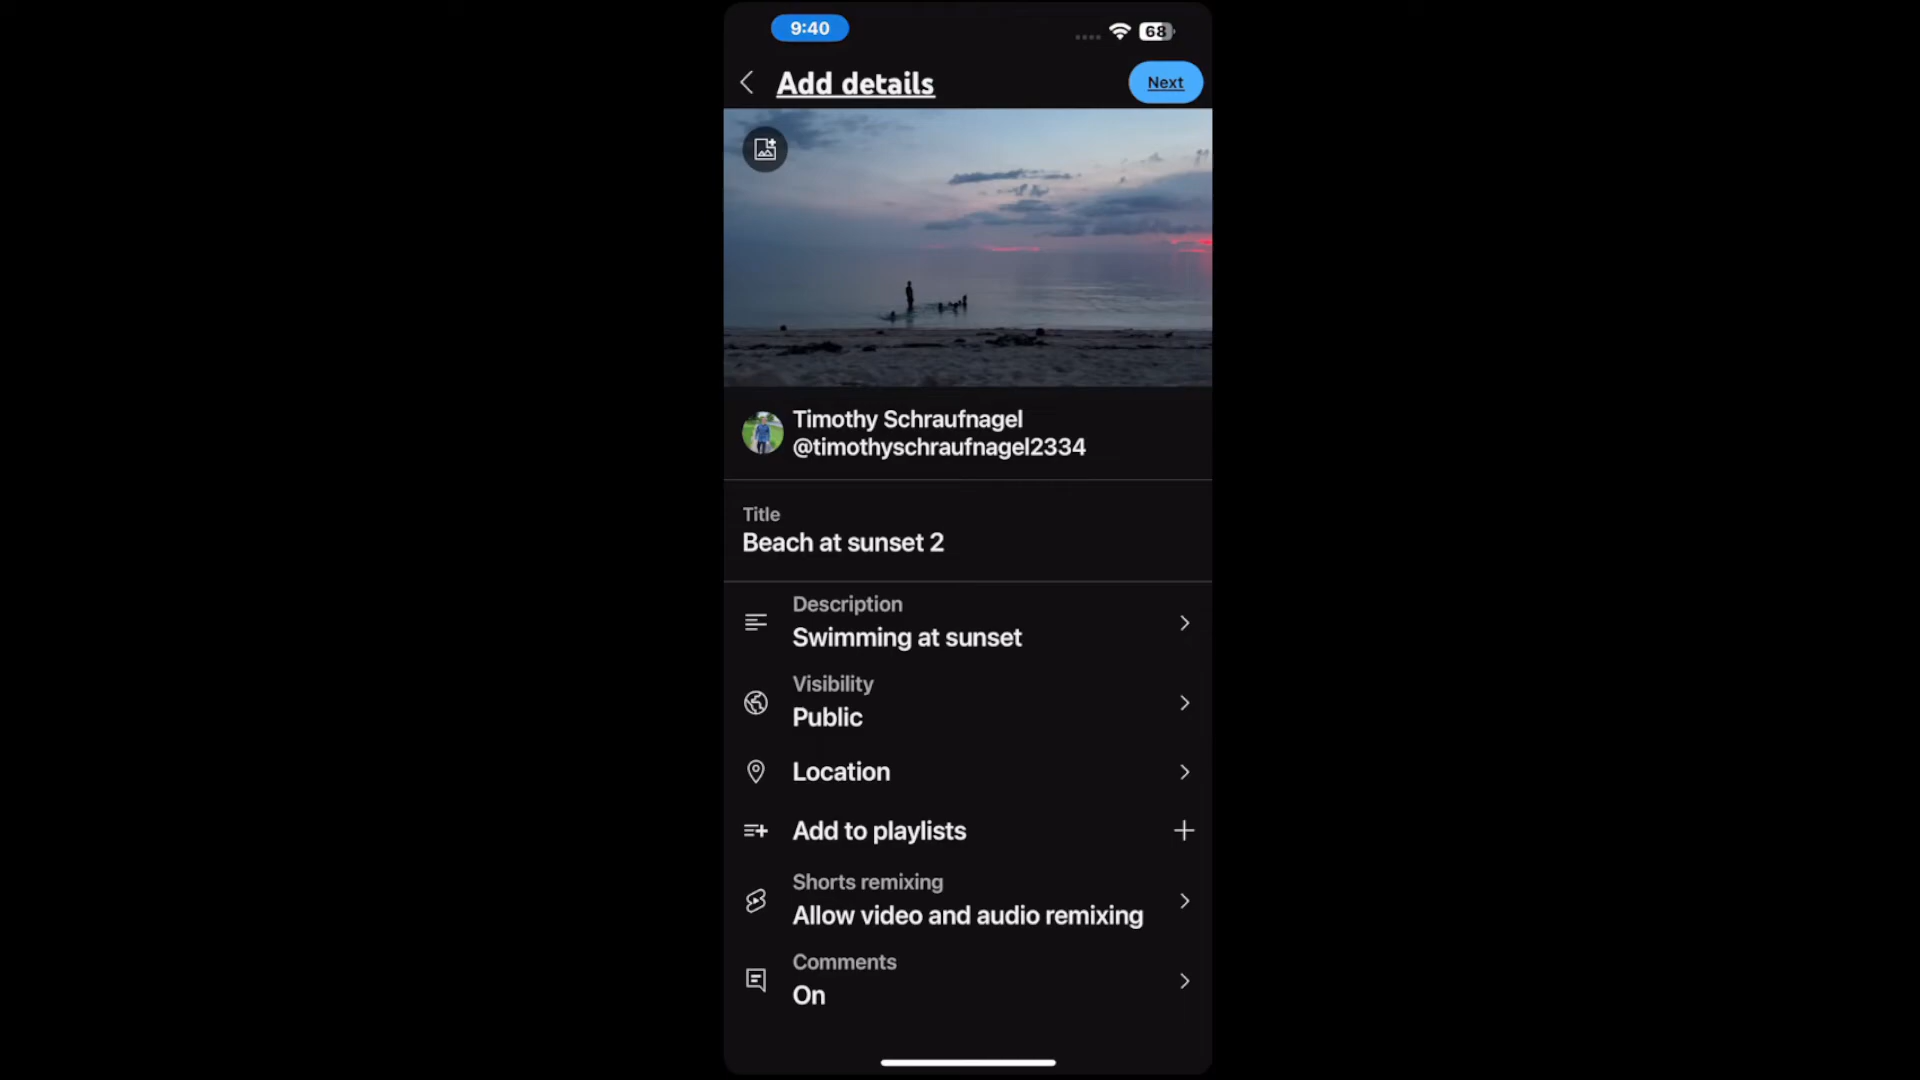 9:40
68
Add details
Next
Timothy Schraufnagel
@timothyschraufnagel2334
Title
Beach at sunset 2
Description
Swimming at sunset
Visibility
Public
Location
Add to playlists
Shorts remixing
Allow video and audio remixing
Comments
On